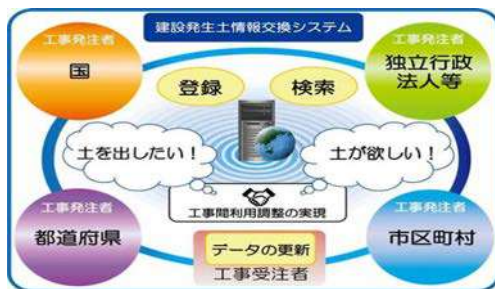 建設発生土情報交換システム
工事発注者
国
工事発注者
独立行政
法人等
登録
検索
土を出したい!
土が欲しい!
工事間利用調整の実現
工事発注者
都道府県
工事発注者
市区町村
データの更新
工事受注者